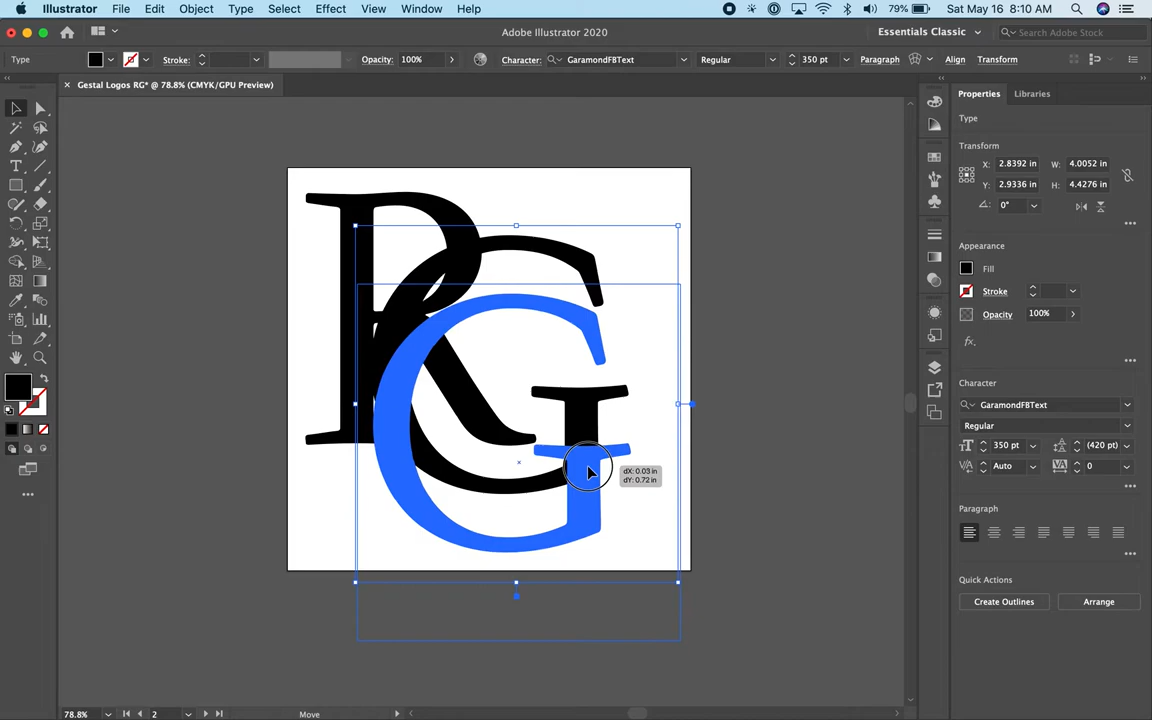 Illustrator File Edit Object Type Select Effect View Window Help 79% Sat May 16 8:10 AM
Adobe Illustrator 2020 Essentials Classic Search Adobe Stock
Type Stroke: Opacity: 100% Character: GaramondFBText Regular 350 pt Paragraph Align Transform
× Gestal Logos RG* @ 78.8% (CMYK/GPU Preview)
Properties Libraries
Type
Transform
X: 2.8392 in W: 4.0052 in
Y: 2.9336 in H: 4.4276 in
0°
Appearance
Fill
Stroke
Opacity 100%
fx.
Character
GaramondFBText
Regular
350 pt (420 pt)
Auto 0
Paragraph
Quick Actions
Create Outlines Arrange
R
G
G
dX: 0.03 in
dY: 0.72 in
78.8% 2 Move